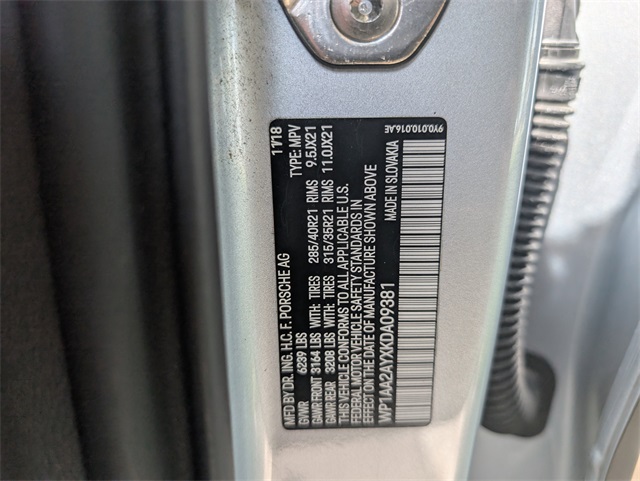 MFD BY DR. ING. H.C. F. PORSCHE AG 11/18
GVWR 6239 LBS TYPE: MPV
GAWR FRONT 3164 LBS WITH: TIRES 285/40R21 RIMS 9.5JX21
GAWR REAR 3208 LBS WITH: TIRES 315/35R21 RIMS 11.0JX21
THIS VEHICLE CONFORMS TO ALL APPLICABLE U.S.
FEDERAL MOTOR VEHICLE SAFETY STANDARDS IN
EFFECT ON THE DATE OF MANUFACTURE SHOWN ABOVE
WP1AA2AYXKDA09381 MADE IN SLOVAKIA
9Y0.010.016.AE